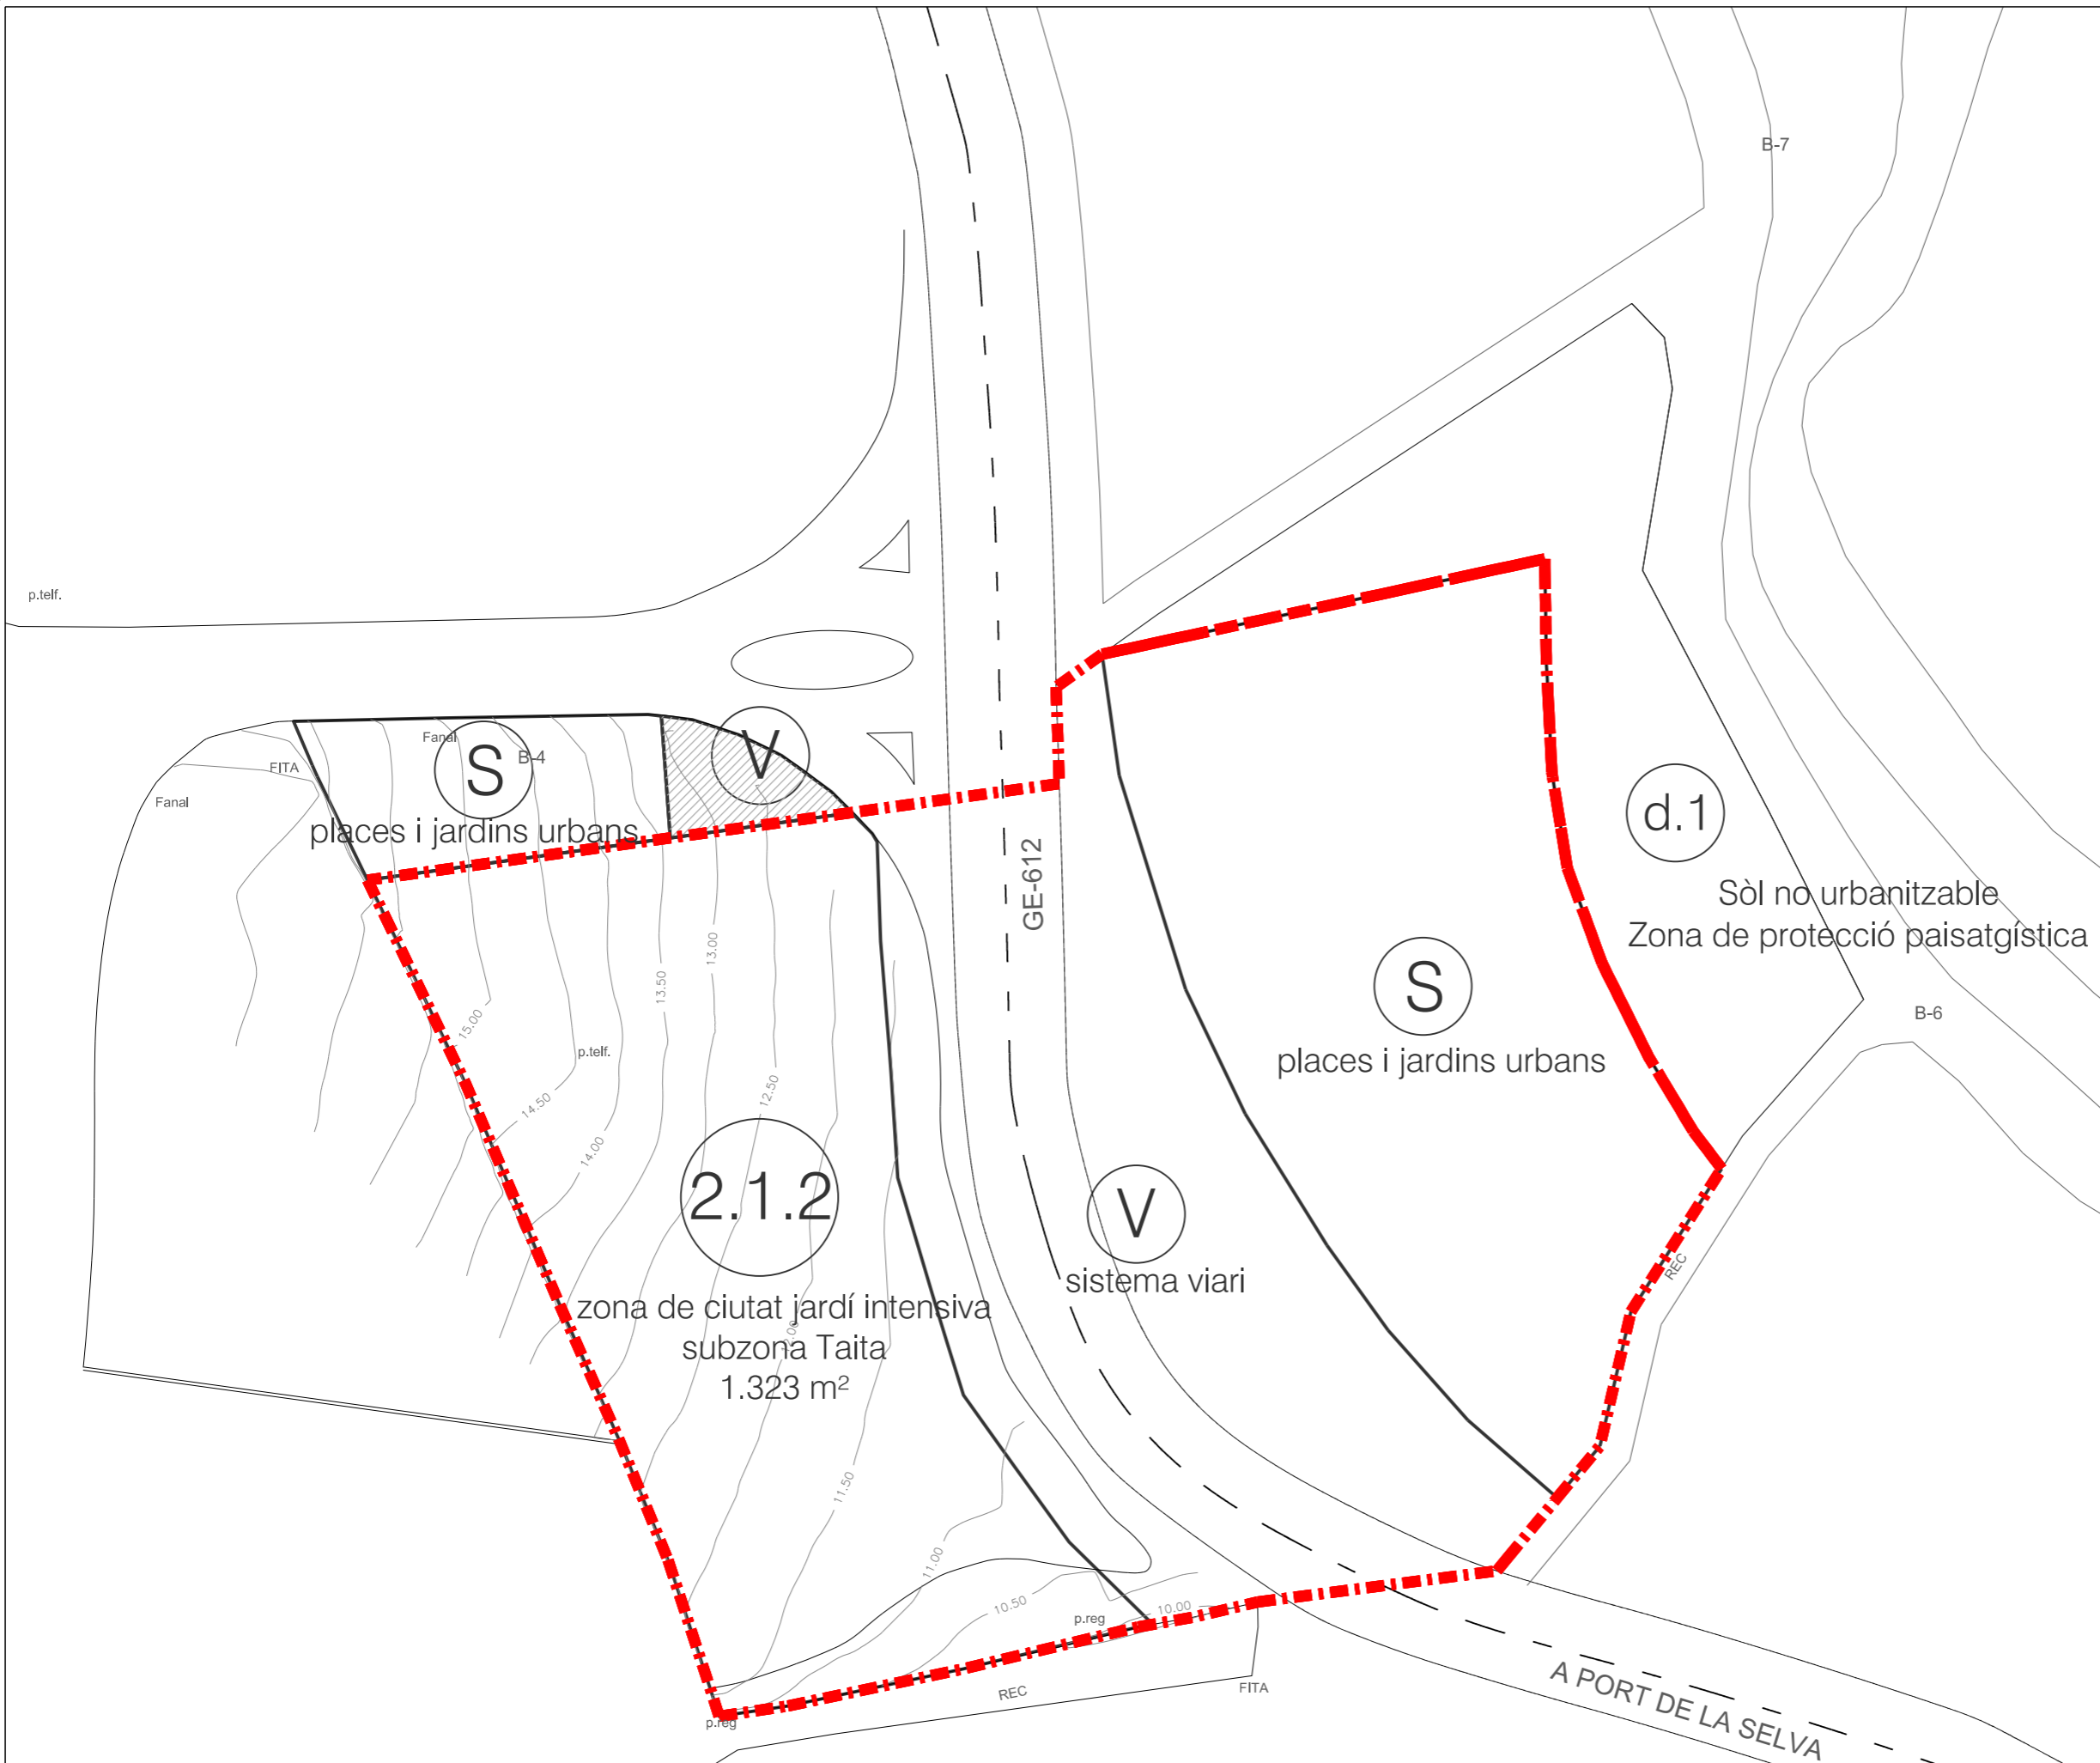 B-7
p.telf.
V
Fanal
S
B-4
FITA
Fanal
places i jardins urbans
d.1
GE-612
Sòl no urbanitzable
Zona de protecció paisatgística
13.00
13.50
S
B-6
15.00
p.telf.
places i jardins urbans
12.50
14.50
14.00
2.1.2
V
REC
sistema viari
zona de ciutat jardí intensiva
12.00
subzona Taita
1.323 m²
11.50
11.00
10.50
10.00
p.reg
A PORT DE LA SELVA
REC
FITA
p.reg